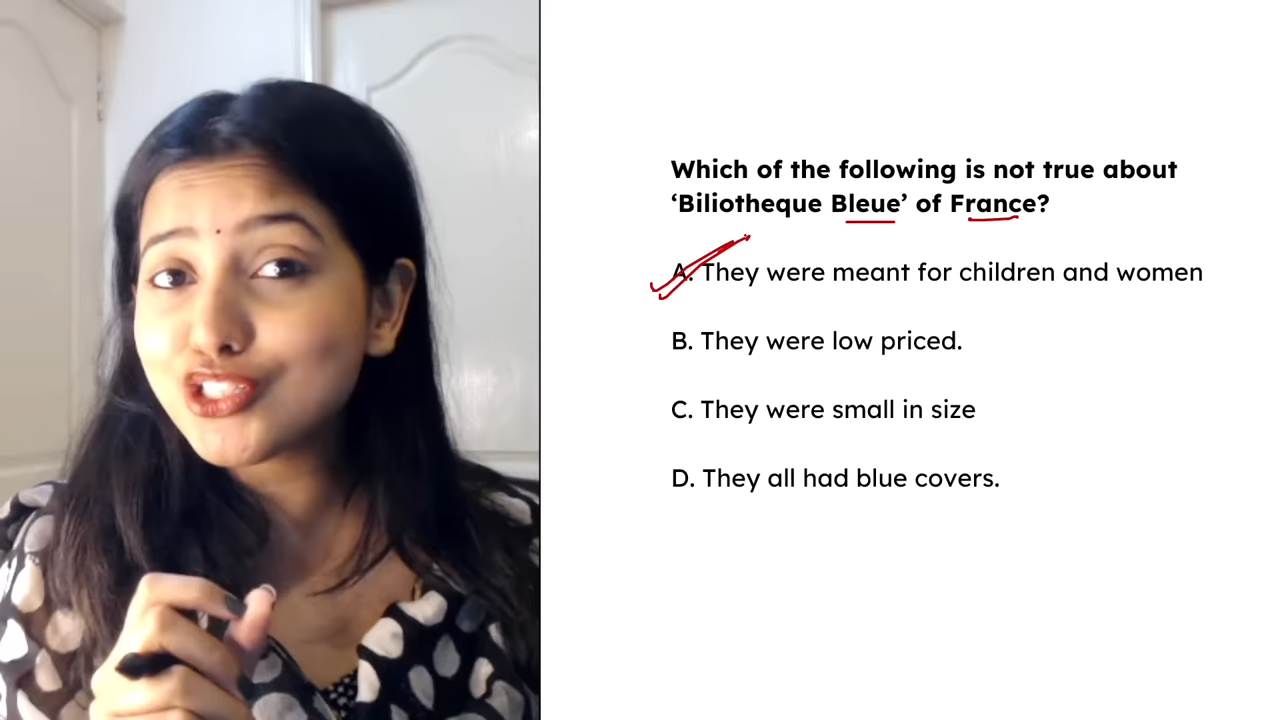 Which of the following is not true about
‘Biliotheque Bleue’ of France?
A. They were meant for children and women
B. They were low priced.
C. They were small in size
D. They all had blue covers.